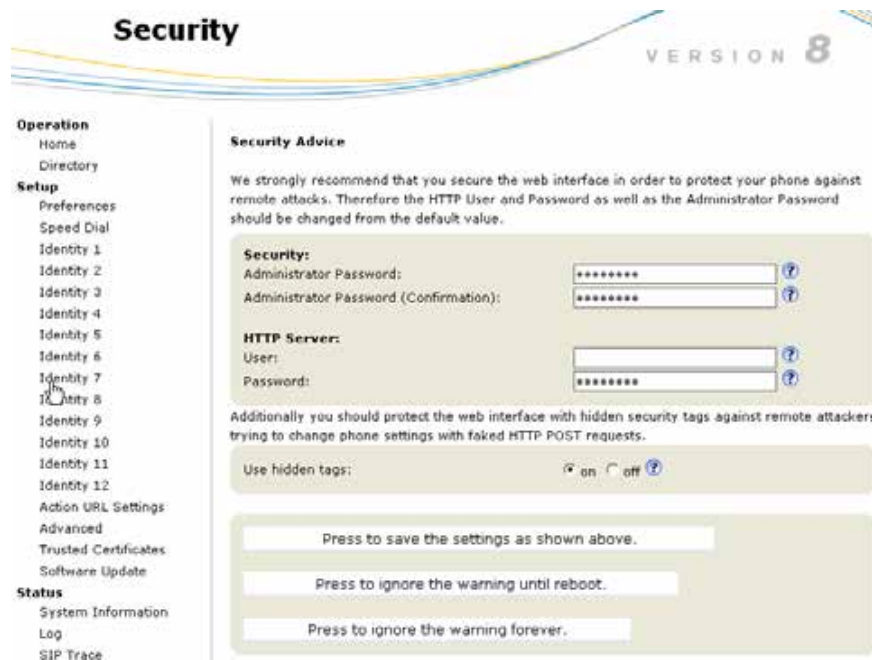 Security
VERSION 8
Operation
Home
Directory
Setup
Preferences
Speed Dial
Identity 1
Identity 2
Identity 3
Identity 4
Identity 5
Identity 6
Identity 7
Identity 8
Identity 9
Identity 10
Identity 11
Identity 12
Action URL Settings
Advanced
Trusted Certificates
Software Update
Status
System Information
Log
SIP Trace
Security Advice
We strongly recommend that you secure the web interface in order to protect your phone against
remote attacks. Therefore the HTTP User and Password as well as the Administrator Password
should be changed from the default value.
Security:
Administrator Password: ******** ?
Administrator Password (Confirmation): ******** ?
HTTP Server:
User: ?
Password: ******** ?
Additionally you should protect the web interface with hidden security tags against remote attackers
trying to change phone settings with faked HTTP POST requests.
Use hidden tags: on off ?
Press to save the settings as shown above.
Press to ignore the warning until reboot.
Press to ignore the warning forever.